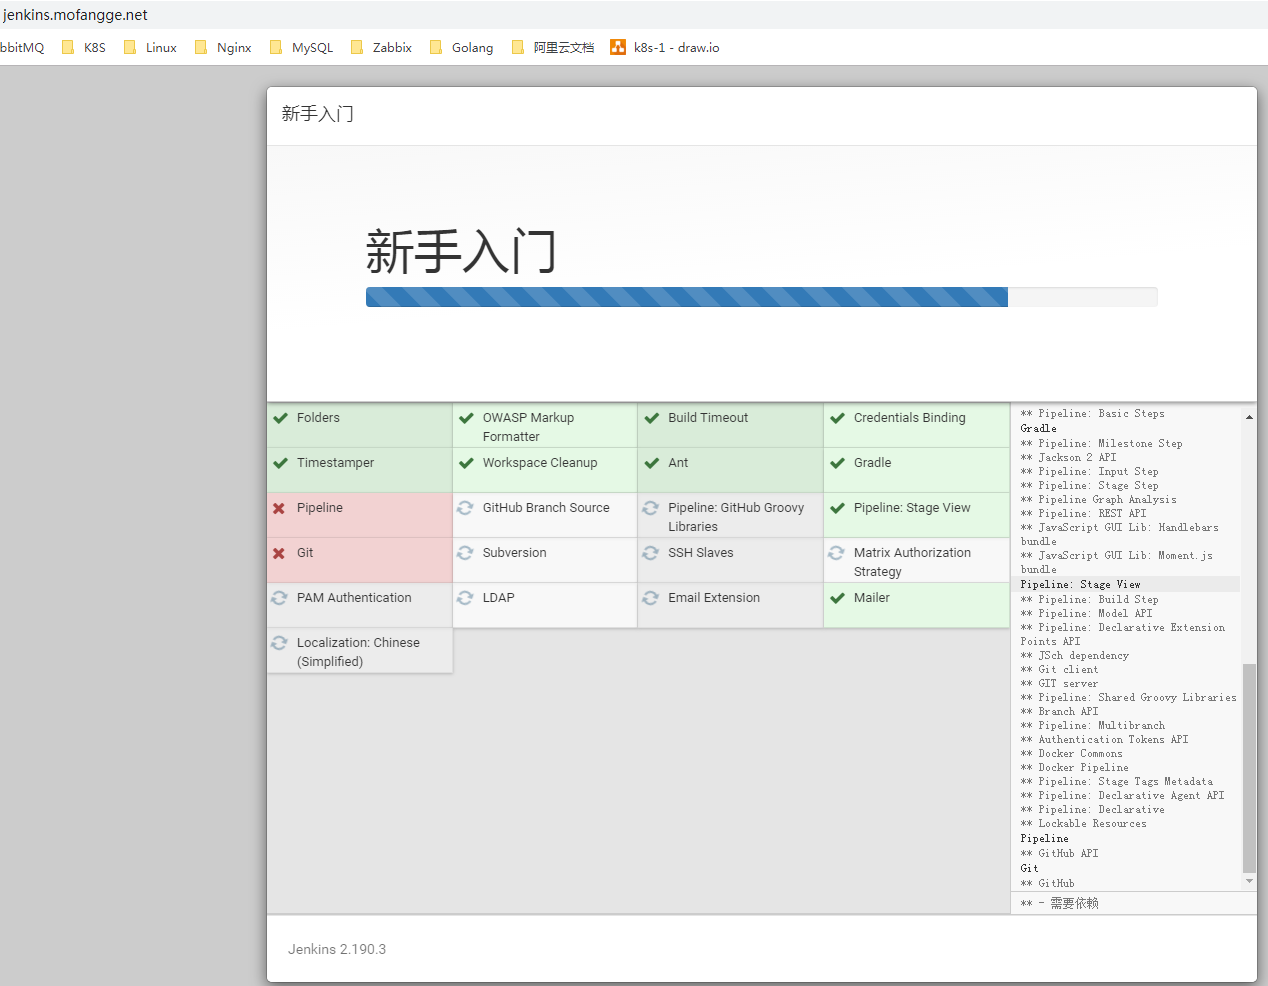 jenkins.mofangge.net
bbitMQ K8S Linux Nginx MySQL Zabbix Golang 阿里云文档 k8s-1 - draw.io
新手入门
新手入门
Folders
OWASP Markup
Formatter
Build Timeout
Credentials Binding
Timestamper
Workspace Cleanup
Ant
Gradle
Pipeline
GitHub Branch Source
Pipeline: GitHub Groovy
Libraries
Pipeline: Stage View
Git
Subversion
SSH Slaves
Matrix Authorization
Strategy
PAM Authentication
LDAP
Email Extension
Mailer
Localization: Chinese
(Simplified)
** Pipeline: Basic Steps
Gradle
** Pipeline: Milestone Step
** Jackson 2 API
** Pipeline: Input Step
** Pipeline: Stage Step
** Pipeline Graph Analysis
** Pipeline: REST API
** JavaScript GUI Lib: Handlebars
bundle
** JavaScript GUI Lib: Moment.js
bundle
Pipeline: Stage View
** Pipeline: Build Step
** Pipeline: Model API
** Pipeline: Declarative Extension
Points API
** JSch dependency
** Git client
** GIT server
** Pipeline: Shared Groovy Libraries
** Branch API
** Pipeline: Multibranch
** Authentication Tokens API
** Docker Commons
** Docker Pipeline
** Pipeline: Stage Tags Metadata
** Pipeline: Declarative Agent API
** Pipeline: Declarative
** Lockable Resources
Pipeline
** GitHub API
Git
** GitHub
** - 需要依赖
Jenkins 2.190.3